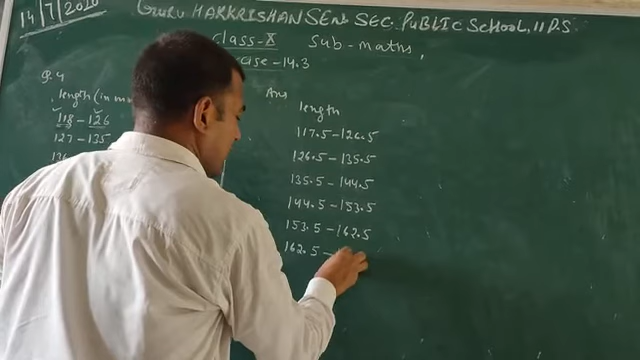 14/7/2020
GURU HARKRISHAN SEN. SEC. PUBLIC SCHOOL, 11 P.S
Class-X Sub-maths,
-14.3
Q.4 Ans
length (in m
118-126
127-135
136
length
117.5-126.5
126.5-135.5
135.5-144.5
144.5-153.5
153.5-162.5
162.5-